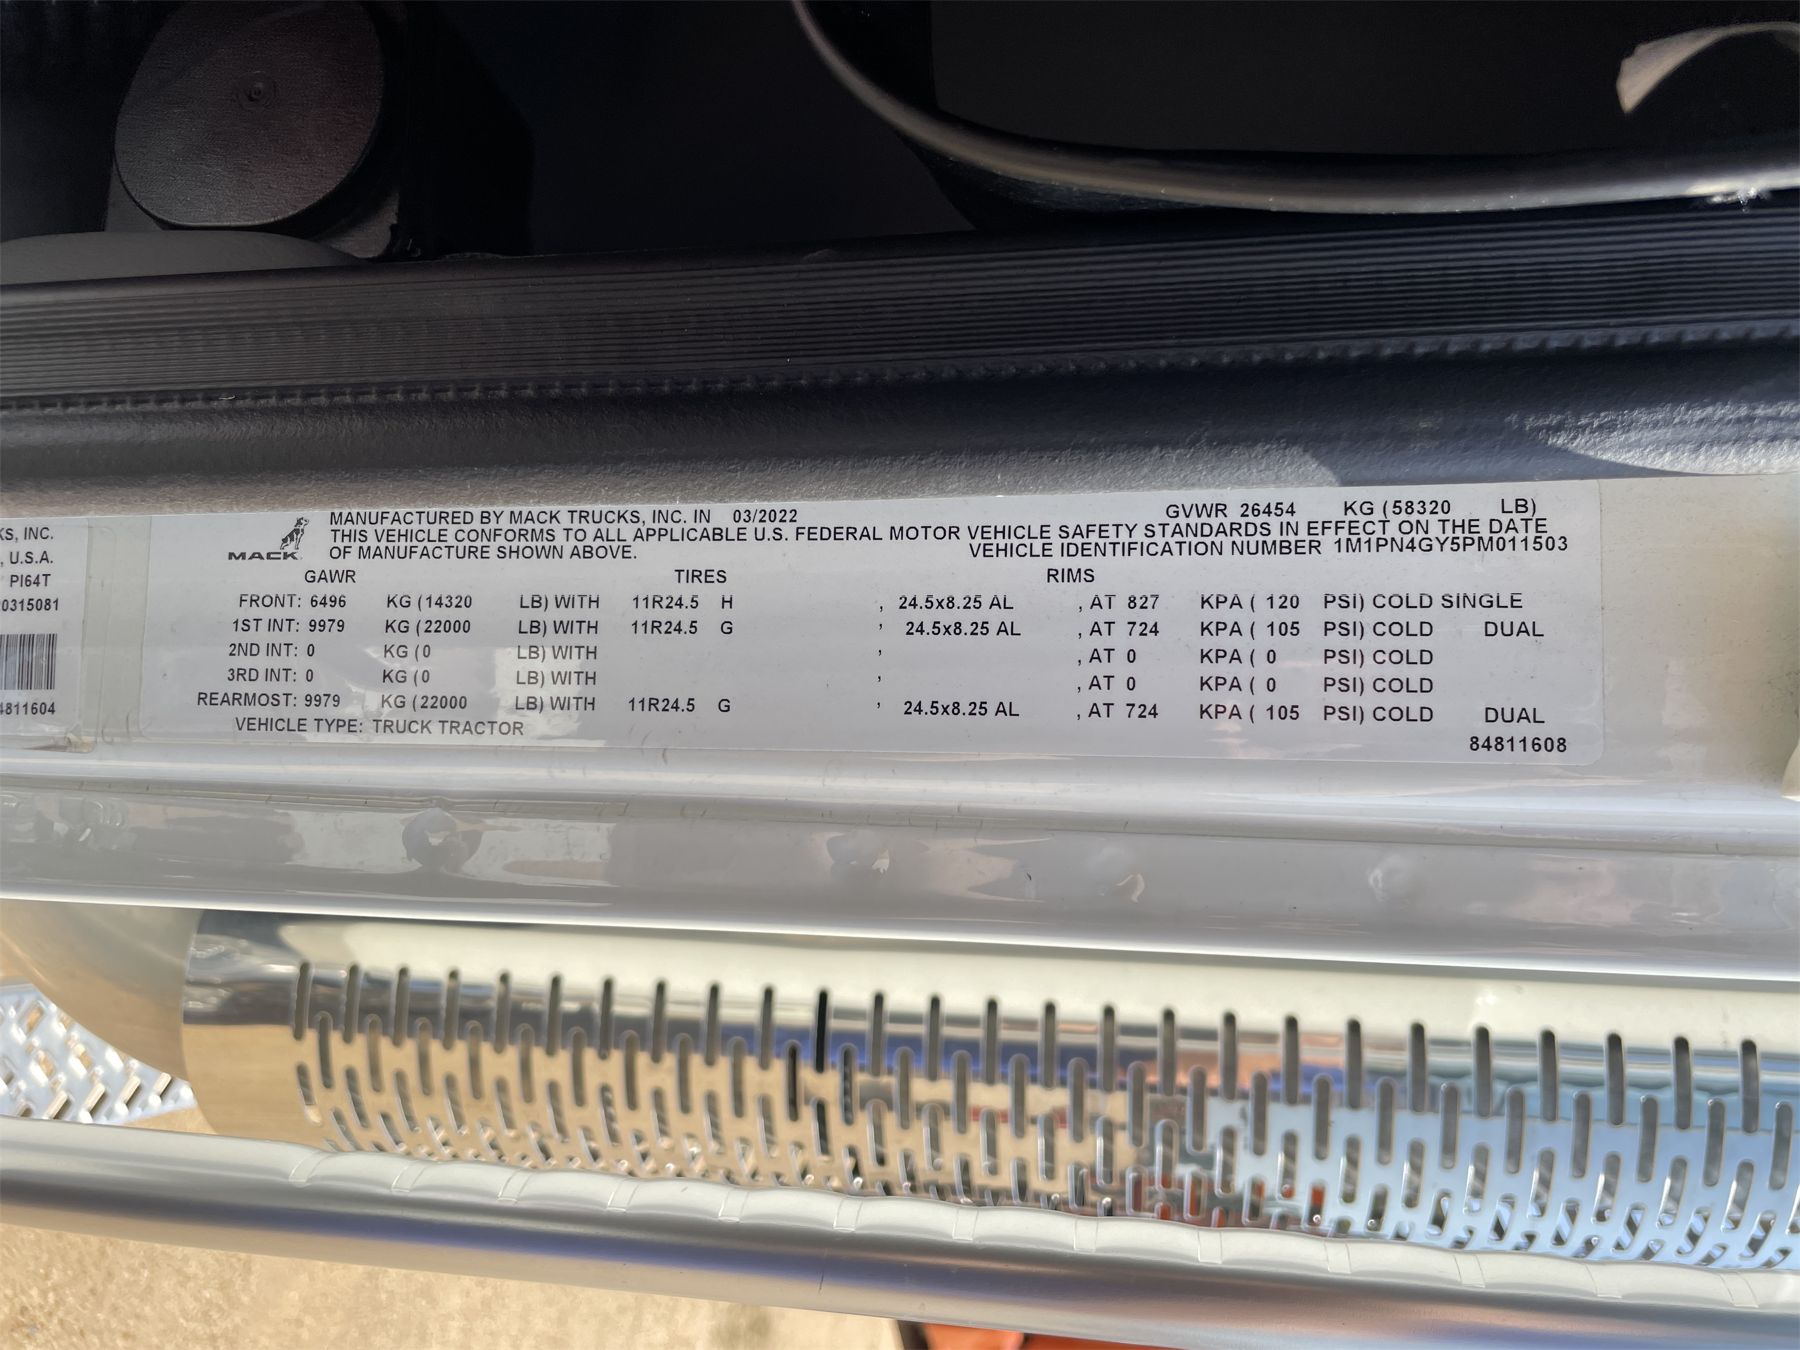 KS, INC.
, U.S.A.
PI64T
0315081
4811604
MACK
MANUFACTURED BY MACK TRUCKS, INC. IN 03/2022 GVWR 26454 KG (58320 LB)
THIS VEHICLE CONFORMS TO ALL APPLICABLE U.S. FEDERAL MOTOR VEHICLE SAFETY STANDARDS IN EFFECT ON THE DATE
OF MANUFACTURE SHOWN ABOVE. VEHICLE IDENTIFICATION NUMBER 1M1PN4GY5PM011503
GAWR TIRES RIMS
FRONT: 6496 KG (14320 LB) WITH 11R24.5 H , 24.5x8.25 AL , AT 827 KPA ( 120 PSI) COLD SINGLE
1ST INT: 9979 KG (22000 LB) WITH 11R24.5 G , 24.5x8.25 AL , AT 724 KPA ( 105 PSI) COLD DUAL
2ND INT: 0 KG (0 LB) WITH , , AT 0 KPA ( 0 PSI) COLD
3RD INT: 0 KG (0 LB) WITH , , AT 0 KPA ( 0 PSI) COLD
REARMOST: 9979 KG (22000 LB) WITH 11R24.5 G , 24.5x8.25 AL , AT 724 KPA ( 105 PSI) COLD DUAL
VEHICLE TYPE: TRUCK TRACTOR
84811608